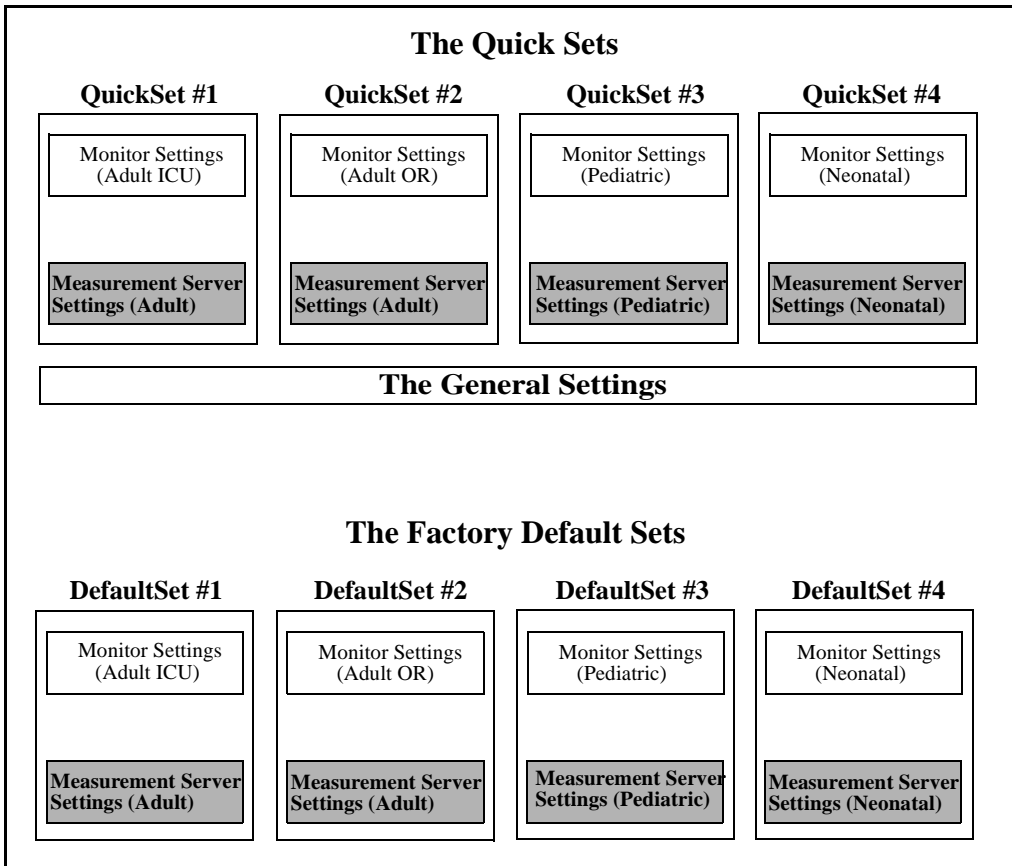 The Quick Sets
QuickSet #1
QuickSet #2
QuickSet #3
QuickSet #4
Monitor Settings
(Adult ICU)
Monitor Settings
(Adult OR)
Monitor Settings
(Pediatric)
Monitor Settings
(Neonatal)
Measurement Server
Settings (Adult)
Measurement Server
Settings (Adult)
Measurement Server
Settings (Pediatric)
Measurement Server
Settings (Neonatal)
The General Settings
The Factory Default Sets
DefaultSet #1
DefaultSet #2
DefaultSet #3
DefaultSet #4
Monitor Settings
(Adult ICU)
Monitor Settings
(Adult OR)
Monitor Settings
(Pediatric)
Monitor Settings
(Neonatal)
Measurement Server
Settings (Adult)
Measurement Server
Settings (Adult)
Measurement Server
Settings (Pediatric)
Measurement Server
Settings (Neonatal)